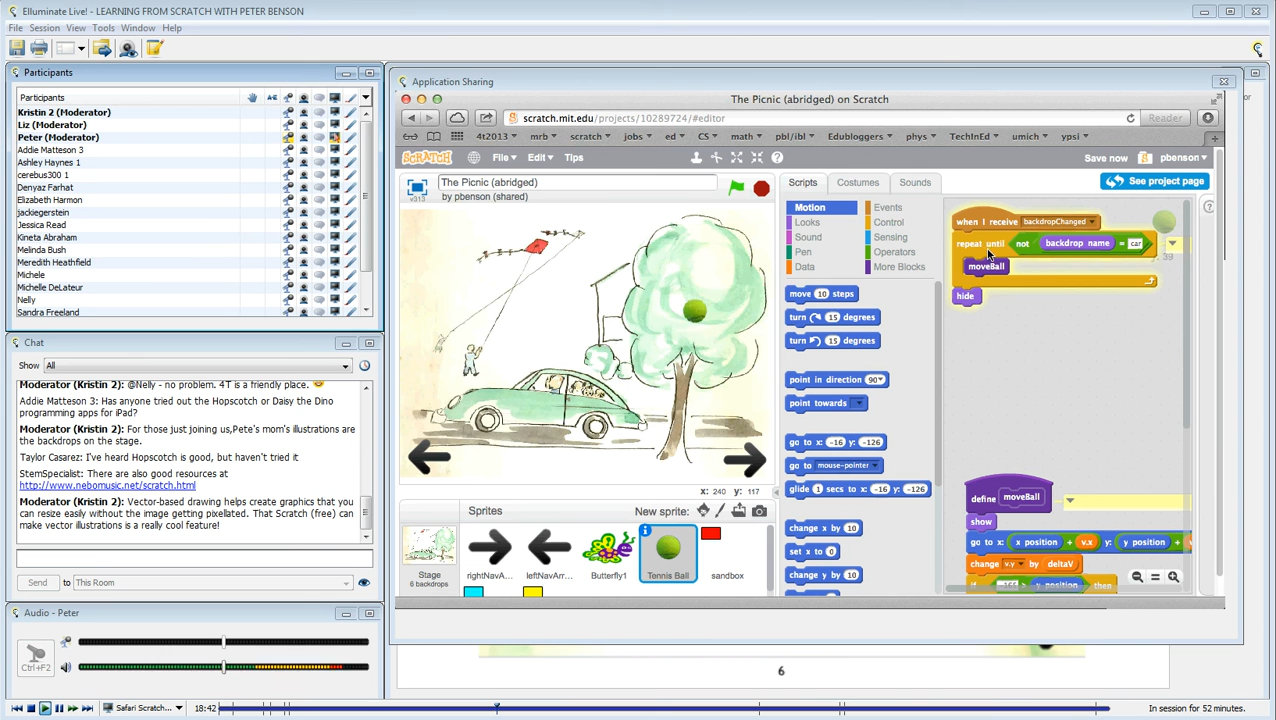 Elluminate Live! - LEARNING FROM SCRATCH WITH PETER BENSON
File Session View Tools Window Help
Participants
Participants
Kristin 2 (Moderator)
Liz (Moderator)
Peter (Moderator)
Addie Matteson 3
Ashley Haynes 1
cerebus300 1
Denyaz Farhat
Elizabeth Harmon
jackiegerstein
Jessica Read
Kineta Abraham
Melinda Bush
Meredith Heathfield
Michele
Michelle DeLateur
Nelly
Sandra Freeland
Chat
Show All
Moderator (Kristin 2): @Nelly - no problem. 4T is a friendly place.
Addie Matteson 3: Has anyone tried out the Hopscotch or Daisy the Dino
programming apps for iPad?
Moderator (Kristin 2): For those just joining us,Pete's mom's illustrations are
the backdrops on the stage.
Taylor Casarez: I've heard Hopscotch is good, but haven't tried it
StemSpecialist: There are also good resources at
http://www.nebomusic.net/scratch.html
Moderator (Kristin 2): Vector-based drawing helps create graphics that you
can resize easily without the image getting pixellated. That Scratch (free) can
make vector illustrations is a really cool feature!
Send to This Room
Audio - Peter
Ctrl+F2
Application Sharing
The Picnic (abridged) on Scratch
scratch.mit.edu/projects/10289724/#editor
Reader
4t2013 mrb scratch jobs ed CS math pbl/ibl Edubloggers phys TechInEd umich ypsi
SCRATCH File Edit Tips Save now pbenson
v313
The Picnic (abridged)
by pbenson (shared)
x: 240 y: 117
Sprites New sprite:
Stage
6 backdrops
rightNavA...
leftNavArr...
Butterfly1
Tennis Ball
sandbox
Scripts Costumes Sounds
See project page
Motion Events
Looks Control
Sound Sensing
Pen Operators
Data More Blocks
move 10 steps
turn 15 degrees
turn 15 degrees
point in direction 90
point towards
go to x: -16 y: -126
go to mouse-pointer
glide 1 secs to x: -16 y: -126
change x by 10
set x to 0
change y by 10
when I receive backdropChanged
repeat until not backdrop name = car
moveBall
hide
define moveBall
show
go to x: x position + v.x y: y position +
change v.y by deltaV
if -165 > y position then
6
18:42
Safari Scratch...
In session for 52 minutes.